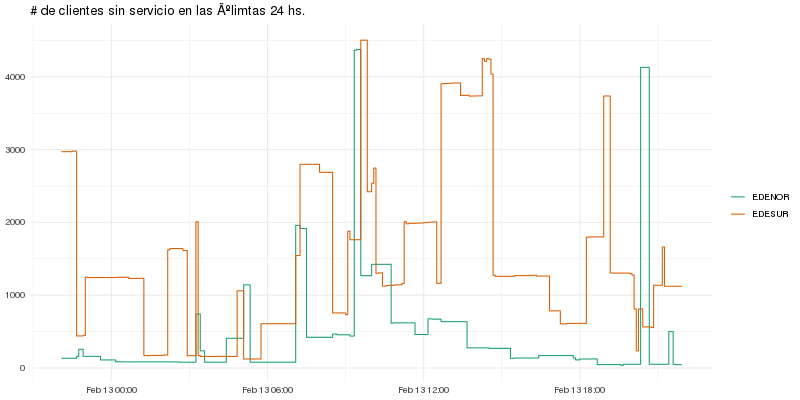 # de clientes sin servicio en las Ãºlimtas 24 hs.
4000
3000
2000
1000
0
Feb 13 00:00
Feb 13 06:00
Feb 13 12:00
Feb 13 18:00
EDENOR
EDESUR